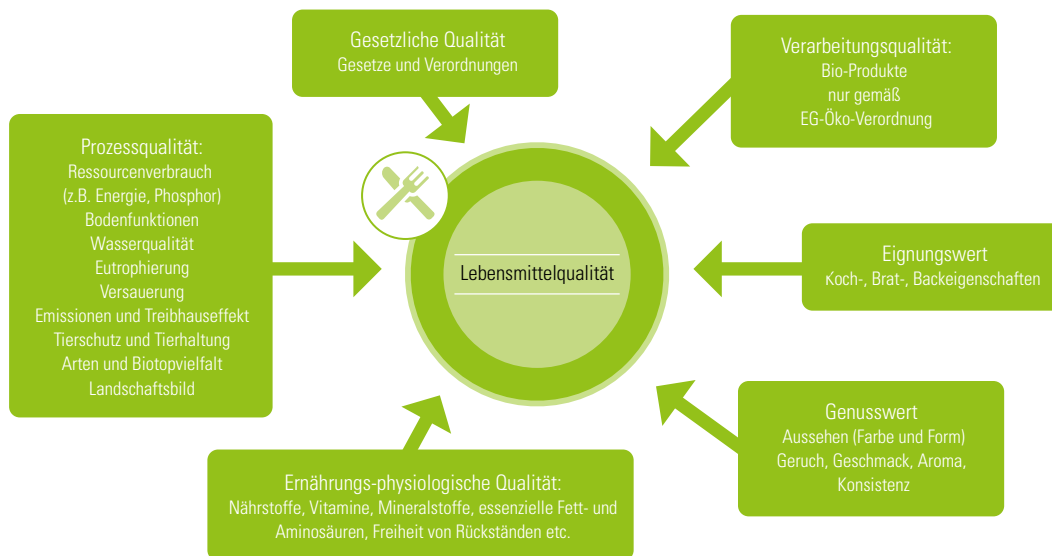 Gesetzliche Qualität
Gesetze und Verordnungen
Verarbeitungsqualität:
Bio-Produkte
nur gemäß
EG-Öko-Verordnung
Prozessqualität:
Ressourcenverbrauch
(z.B. Energie, Phosphor)
Bodenfunktionen
Wasserqualität
Eutrophierung
Versauerung
Emissionen und Treibhauseffekt
Tierschutz und Tierhaltung
Arten und Biotopvielfalt
Landschaftsbild
Lebensmittelqualität
Eignungswert
Koch-, Brat-, Backeigenschaften
Genusswert
Aussehen (Farbe und Form)
Geruch, Geschmack, Aroma,
Konsistenz
Ernährungs-physiologische Qualität:
Nährstoffe, Vitamine, Mineralstoffe, essenzielle Fett- und
Aminosäuren, Freiheit von Rückständen etc.